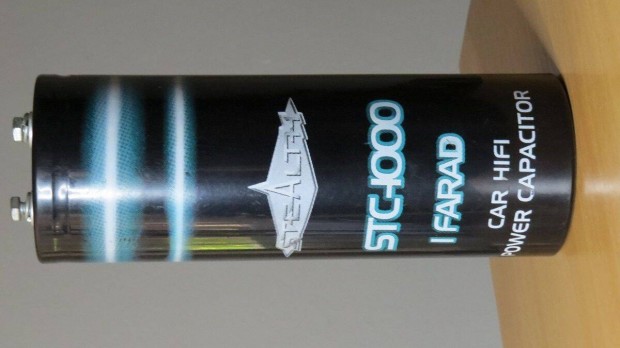 STEALTH
STC-1000
1 FARAD
CAR HIFI
POWER CAPACITOR